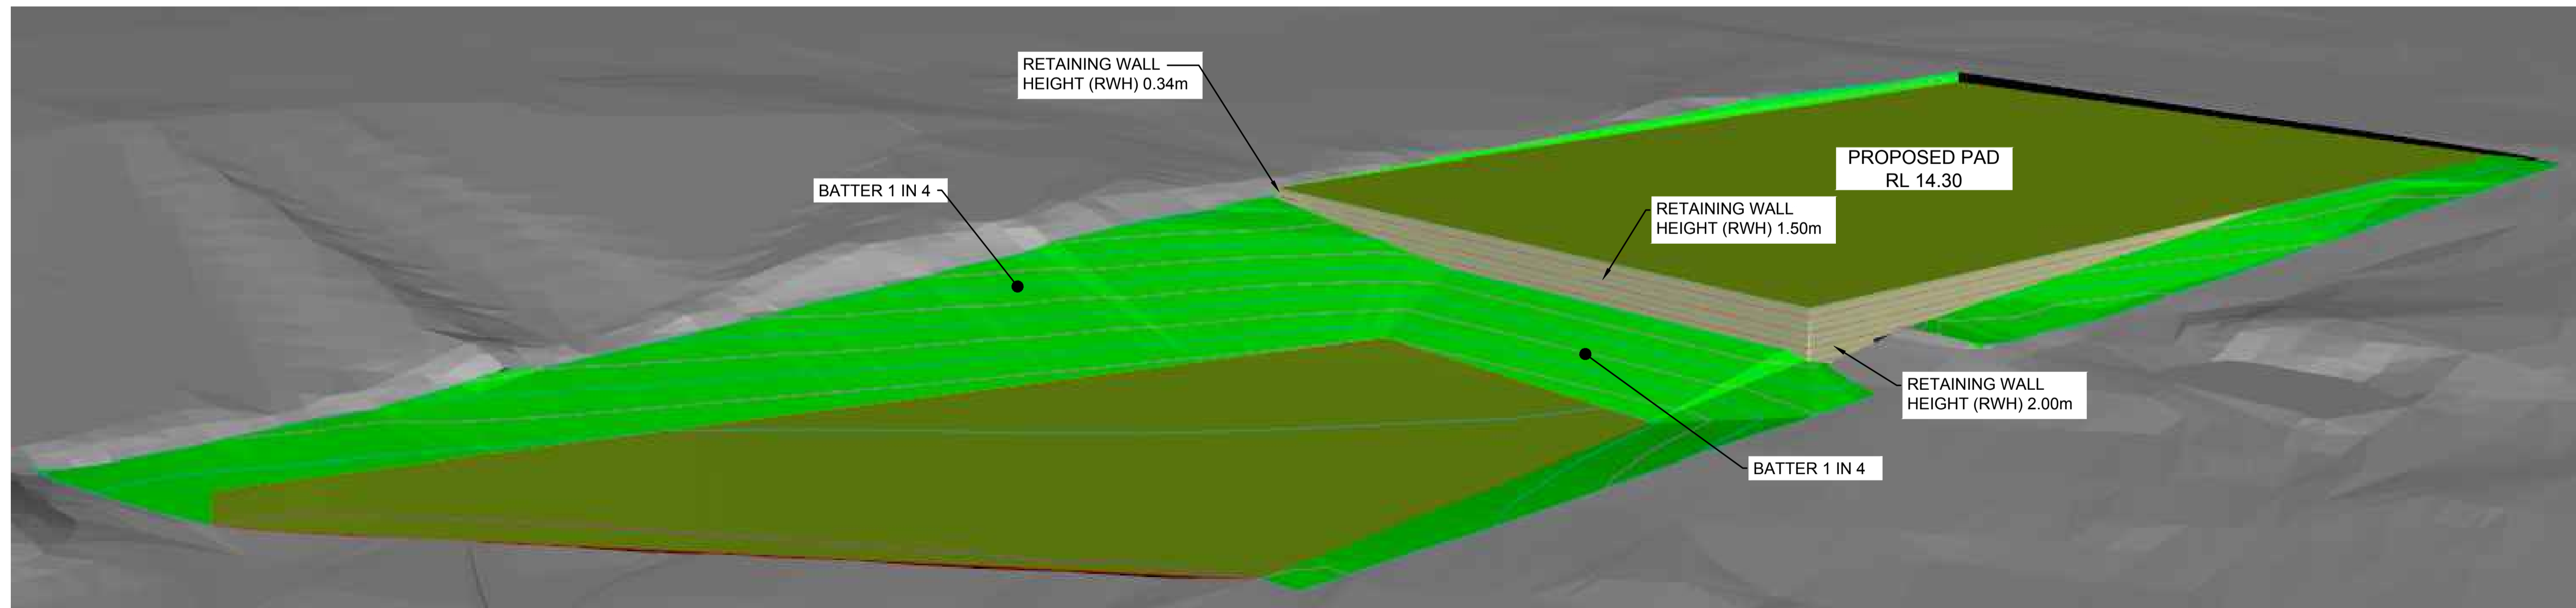 RETAINING WALL
HEIGHT (RWH) 0.34m
BATTER 1 IN 4
PROPOSED PAD
RL 14.30
RETAINING WALL
HEIGHT (RWH) 1.50m
RETAINING WALL
HEIGHT (RWH) 2.00m
BATTER 1 IN 4